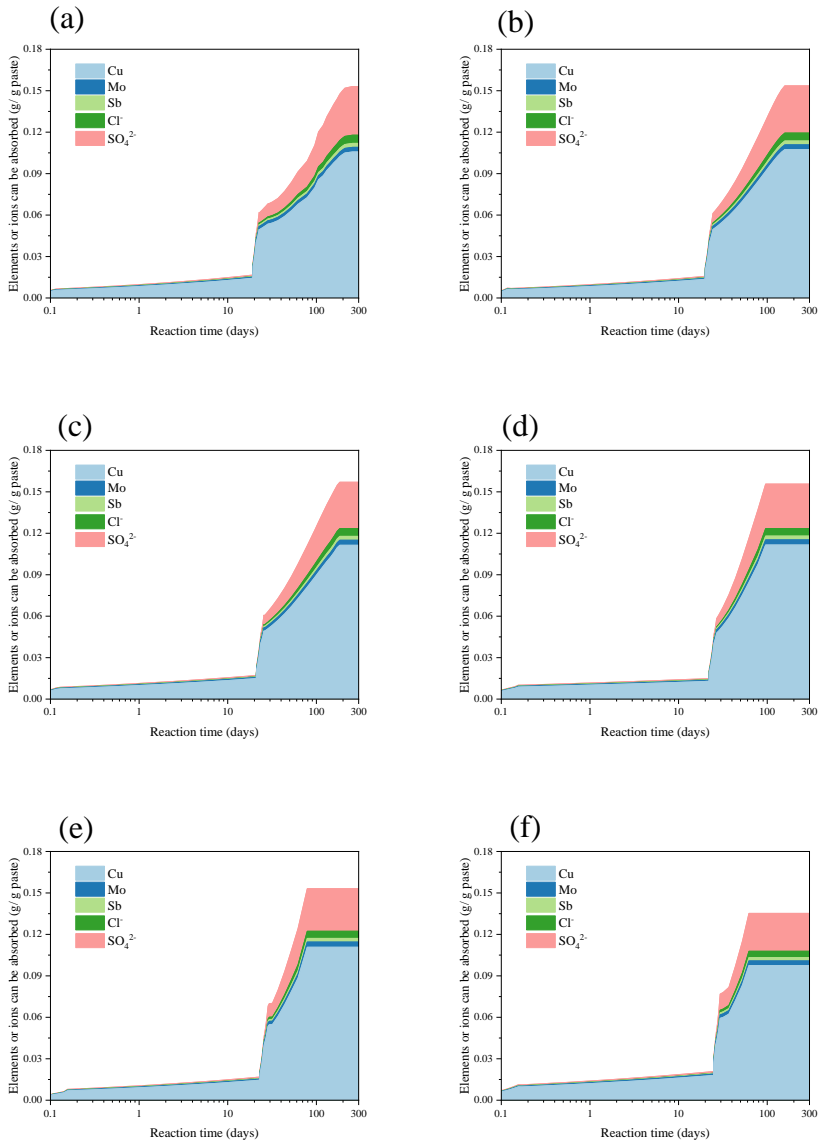 (a)
Elements or ions can be absorbed (g/ g paste)
0.18
0.15
0.12
0.09
0.06
0.03
0.00
Cu
Mo
Sb
Cl⁻
SO₄²⁻
0.1
1
10
100
300
Reaction time (days)
(b)
Elements or ions can be absorbed (g/ g paste)
0.18
0.15
0.12
0.09
0.06
0.03
0.00
Cu
Mo
Sb
Cl⁻
SO₄²⁻
0.1
1
10
100
300
Reaction time (days)
(c)
Elements or ions can be absorbed (g/ g paste)
0.18
0.15
0.12
0.09
0.06
0.03
0.00
Cu
Mo
Sb
Cl⁻
SO₄²⁻
0.1
1
10
100
300
Reaction time (days)
(d)
Elements or ions can be absorbed (g/ g paste)
0.18
0.15
0.12
0.09
0.06
0.03
0.00
Cu
Mo
Sb
Cl⁻
SO₄²⁻
0.1
1
10
100
300
Reaction time (days)
(e)
Elements or ions can be absorbed (g/ g paste)
0.18
0.15
0.12
0.09
0.06
0.03
0.00
Cu
Mo
Sb
Cl⁻
SO₄²⁻
0.1
1
10
100
300
Reaction time (days)
(f)
Elements or ions can be absorbed (g/ g paste)
0.18
0.15
0.12
0.09
0.06
0.03
0.00
Cu
Mo
Sb
Cl⁻
SO₄²⁻
0.1
1
10
100
300
Reaction time (days)